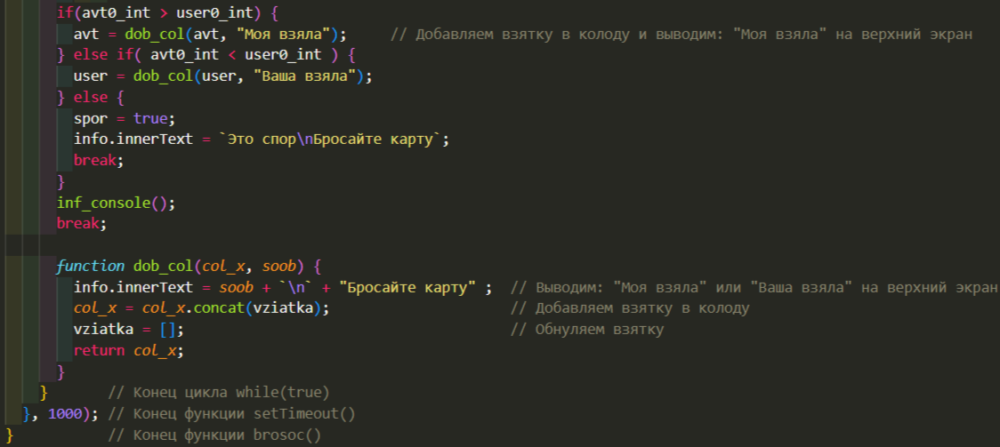 if(avt0_int > user0_int) {
avt = dob_col(avt, "Моя взяла");     // Добавляем взятку в колоду и выводим: "Моя взяла" на верхний экран
} else if( avt0_int < user0_int ) {
user = dob_col(user, "Ваша взяла");
} else {
spor = true;
info.innerText = `Это спор\nБросайте карту`;
break;
}
inf_console();
break;
function dob_col(col_x, soob) {
info.innerText = soob + `\n` + "Бросайте карту" ;  // Выводим: "Моя взяла" или "Ваша взяла" на верхний экран
col_x = col_x.concat(vziatka);                     // Добавляем взятку в колоду
vziatka = [];                                      // Обнуляем взятку
return col_x;
}
}       // Конец цикла while(true)
}, 1000); // Конец функции setTimeout()
}           // Конец функции brosoc()